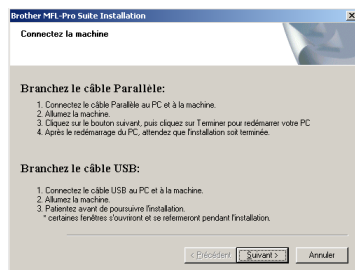 Brother MFL-Pro Suite Installation
Connectez la machine
Branchez le câble Parallèle:
1. Connectez le câble Parallèle au PC et à la machine.
2. Allumez la machine.
3. Cliquez sur le bouton suivant, puis cliquez sur Terminer pour redémarrer votre PC
4. Après le redémarrage du PC, attendez que l'installation soit terminée.
Branchez le câble USB:
1. Connectez le câble USB au PC et à la machine.
2. Allumez la machine.
3. Patientez avant de poursuivre l'installation.
* certaines fenêtres s'ouvriront et se refermeront pendant l'installation.
< Précédent Suivant > Annuler